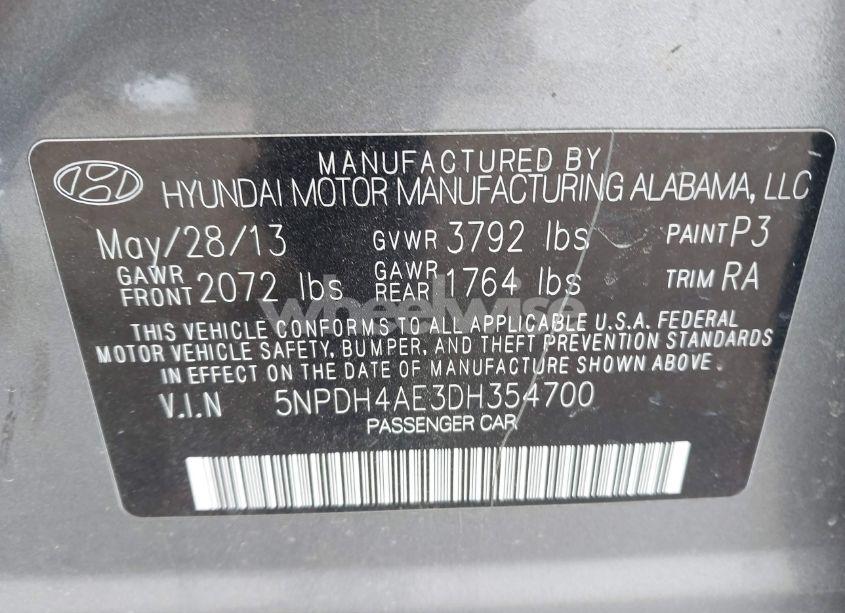 MANUFACTURED BY
HYUNDAI MOTOR MANUFACTURING ALABAMA, LLC
May/28/13 GVWR 3792 lbs PAINT P3
GAWR FRONT 2072 lbs GAWR REAR 1764 lbs TRIM RA
wheelwise
THIS VEHICLE CONFORMS TO ALL APPLICABLE U.S.A. FEDERAL
MOTOR VEHICLE SAFETY, BUMPER, AND THEFT PREVENTION STANDARDS
IN EFFECT ON THE DATE OF MANUFACTURE SHOWN ABOVE.
V.I.N 5NPDH4AE3DH354700
PASSENGER CAR